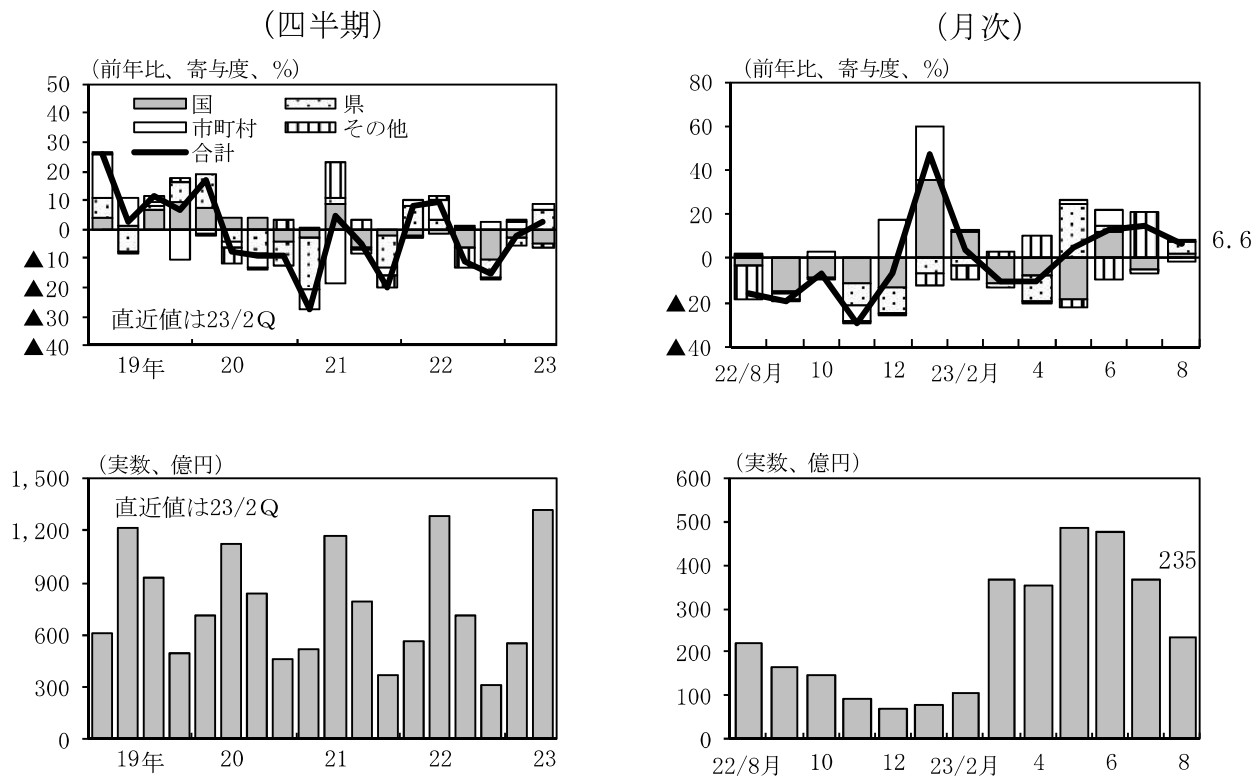 (四半期)
(前年比、寄与度、%)
50
40
30
20
10
0
▲10
▲20
▲30
▲40
国
県
市町村
その他
合計
直近値は23/2Q
19年 20 21 22 23
(月次)
(前年比、寄与度、%)
80
60
40
20
0
▲20
▲40
6.6
22/8月 10 12 23/2月 4 6 8
(実数、億円)
1,500
1,200
900
600
300
0
直近値は23/2Q
19年 20 21 22 23
(実数、億円)
600
500
400
300
200
100
0
235
22/8月 10 12 23/2月 4 6 8